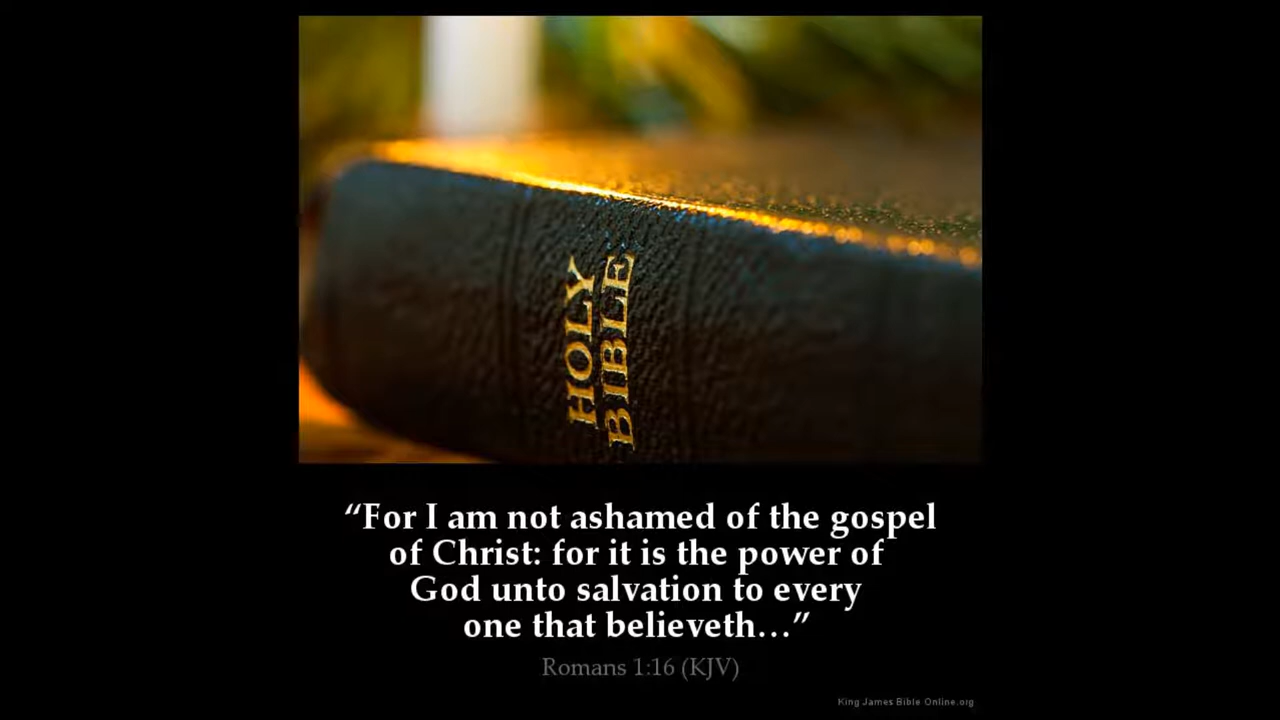 HOLY
BIBLE
“For I am not ashamed of the gospel
of Christ: for it is the power of
God unto salvation to every
one that believeth…”
Romans 1:16 (KJV)
King James Bible Online.org